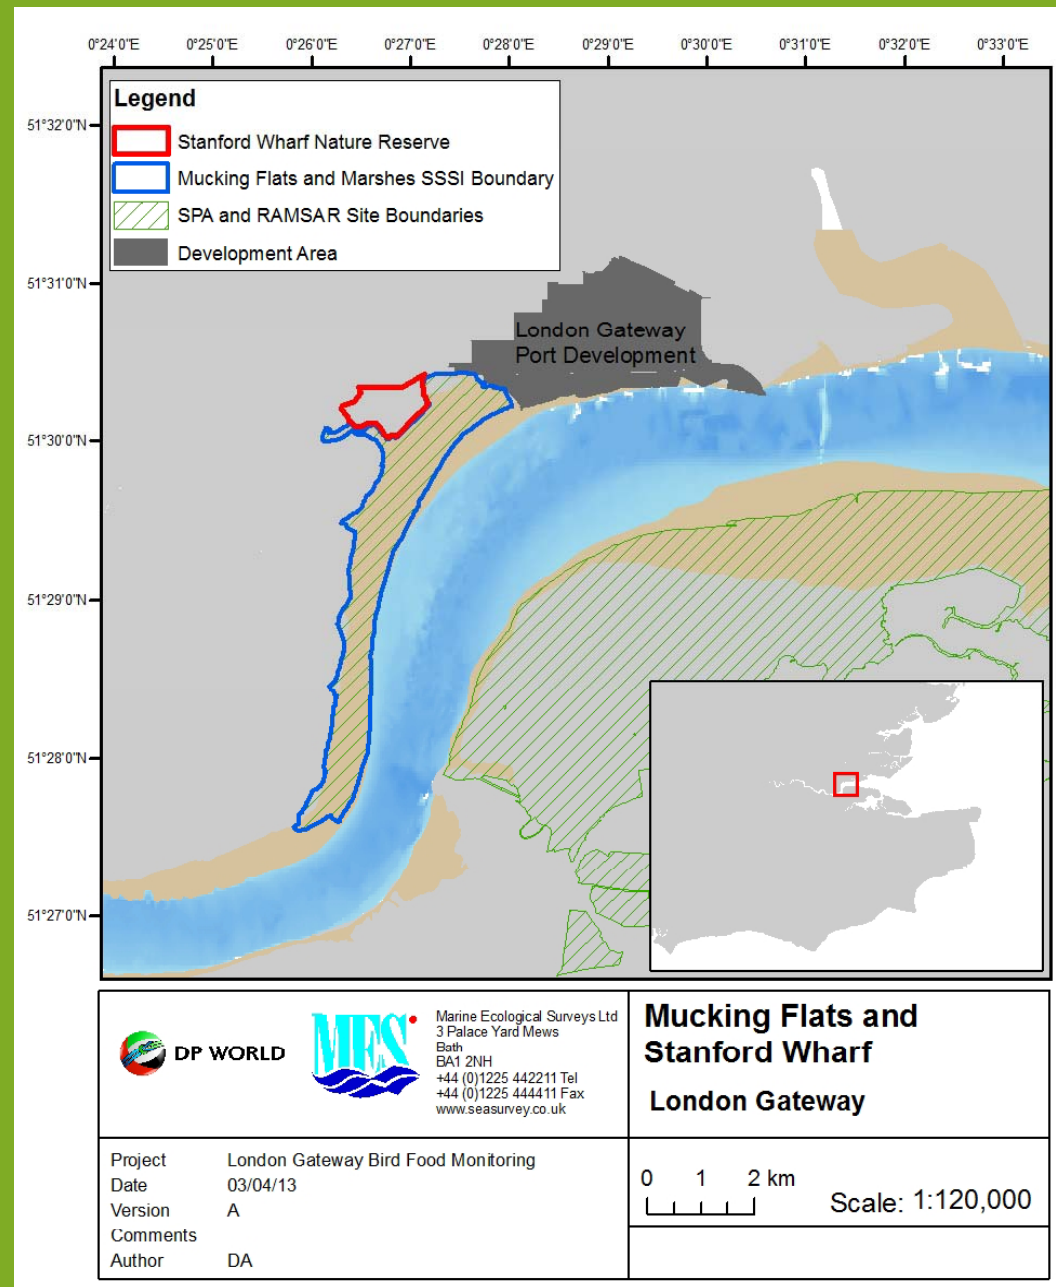 0°24'0"E 0°25'0"E 0°26'0"E 0°27'0"E 0°28'0"E 0°29'0"E 0°30'0"E 0°31'0"E 0°32'0"E 0°33'0"E
Legend
Stanford Wharf Nature Reserve
Mucking Flats and Marshes SSSI Boundary
SPA and RAMSAR Site Boundaries
Development Area
51°32'0"N
51°31'0"N
51°30'0"N
51°29'0"N
51°28'0"N
51°27'0"N
London Gateway
Port Development
DP WORLD
MES
Marine Ecological Surveys Ltd
3 Palace Yard Mews
Bath
BA1 2NH
+44 (0)1225 442211 Tel
+44 (0)1225 444411 Fax
www.seasurvey.co.uk
Mucking Flats and
Stanford Wharf
London Gateway
Project London Gateway Bird Food Monitoring
Date 03/04/13
Version A
Comments
Author DA
0 1 2 km
Scale: 1:120,000